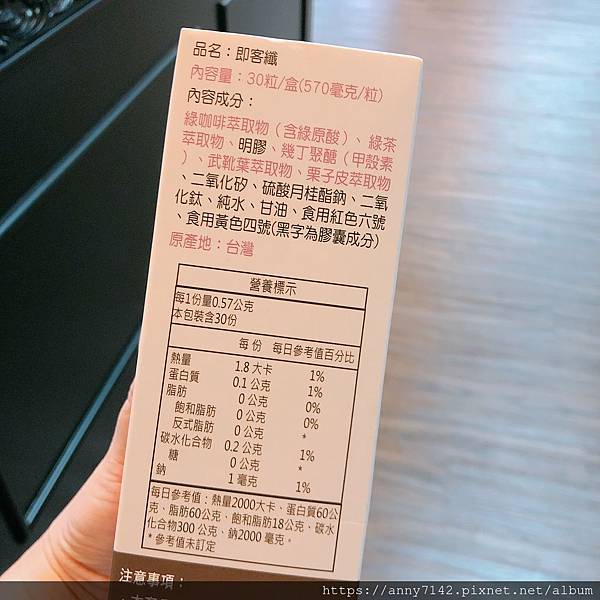 品名：即客纖
內容量：30粒/盒(570毫克/粒)
內容成分：
綠咖啡萃取物（含綠原酸）、綠茶
萃取物、明膠、幾丁聚醣（甲殼素
）、武靴葉萃取物、栗子皮萃取物
、二氧化矽、硫酸月桂酯鈉、二氧
化鈦、純水、甘油、食用紅色六號
、食用黃色四號(黑字為膠囊成分)
原產地：台灣
營養標示
每1份量0.57公克
本包裝含30份
每 份 每日參考值百分比
熱量 1.8 大卡 1%
蛋白質 0.1 公克 1%
脂肪 0 公克 0%
飽和脂肪 0 公克 0%
反式脂肪 0 公克 *
碳水化合物 0.2 公克 1%
糖 0 公克 *
鈉 1 毫克 1%
每日參考值：熱量2000大卡、蛋白質60公
克、脂肪60公克、飽和脂肪18公克、碳水
化合物300 公克、鈉2000 毫克。
* 參考值未訂定
注意事項：
https://anny7142.pixnet.net/album